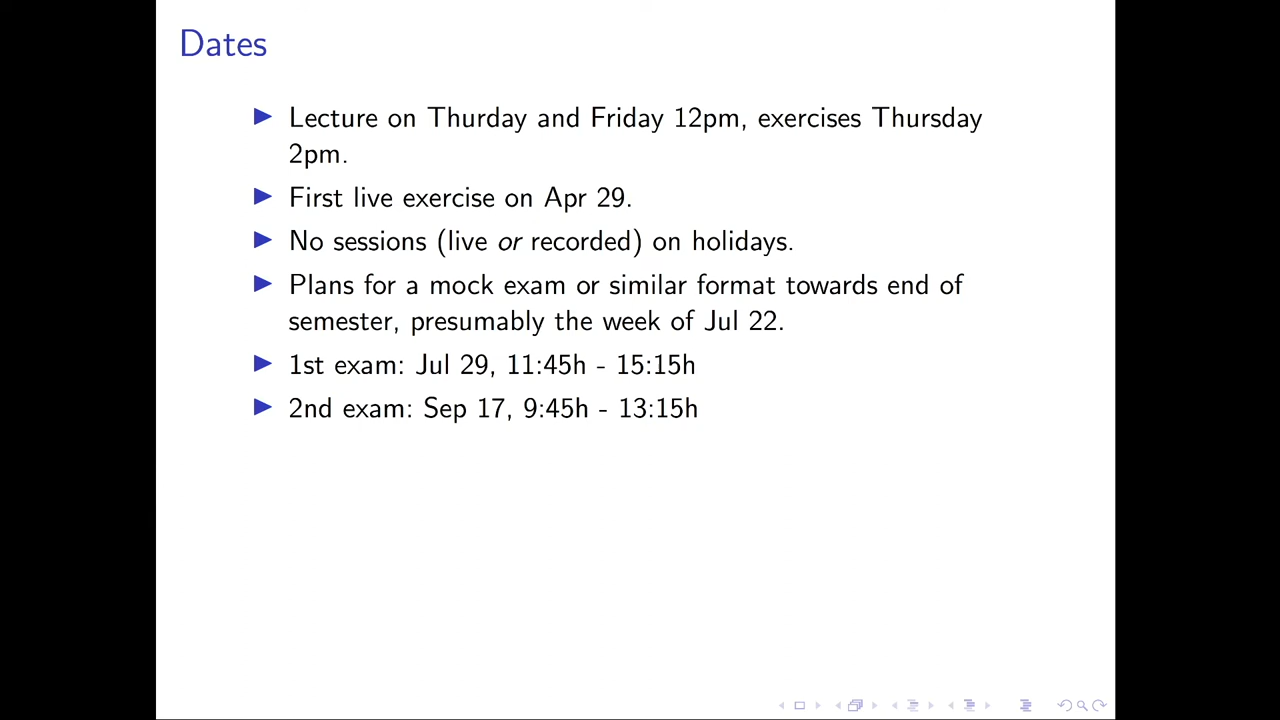 Dates
Lecture on Thurday and Friday 12pm, exercises Thursday
2pm.
First live exercise on Apr 29.
No sessions (live or recorded) on holidays.
Plans for a mock exam or similar format towards end of
semester, presumably the week of Jul 22.
1st exam: Jul 29, 11:45h - 15:15h
2nd exam: Sep 17, 9:45h - 13:15h